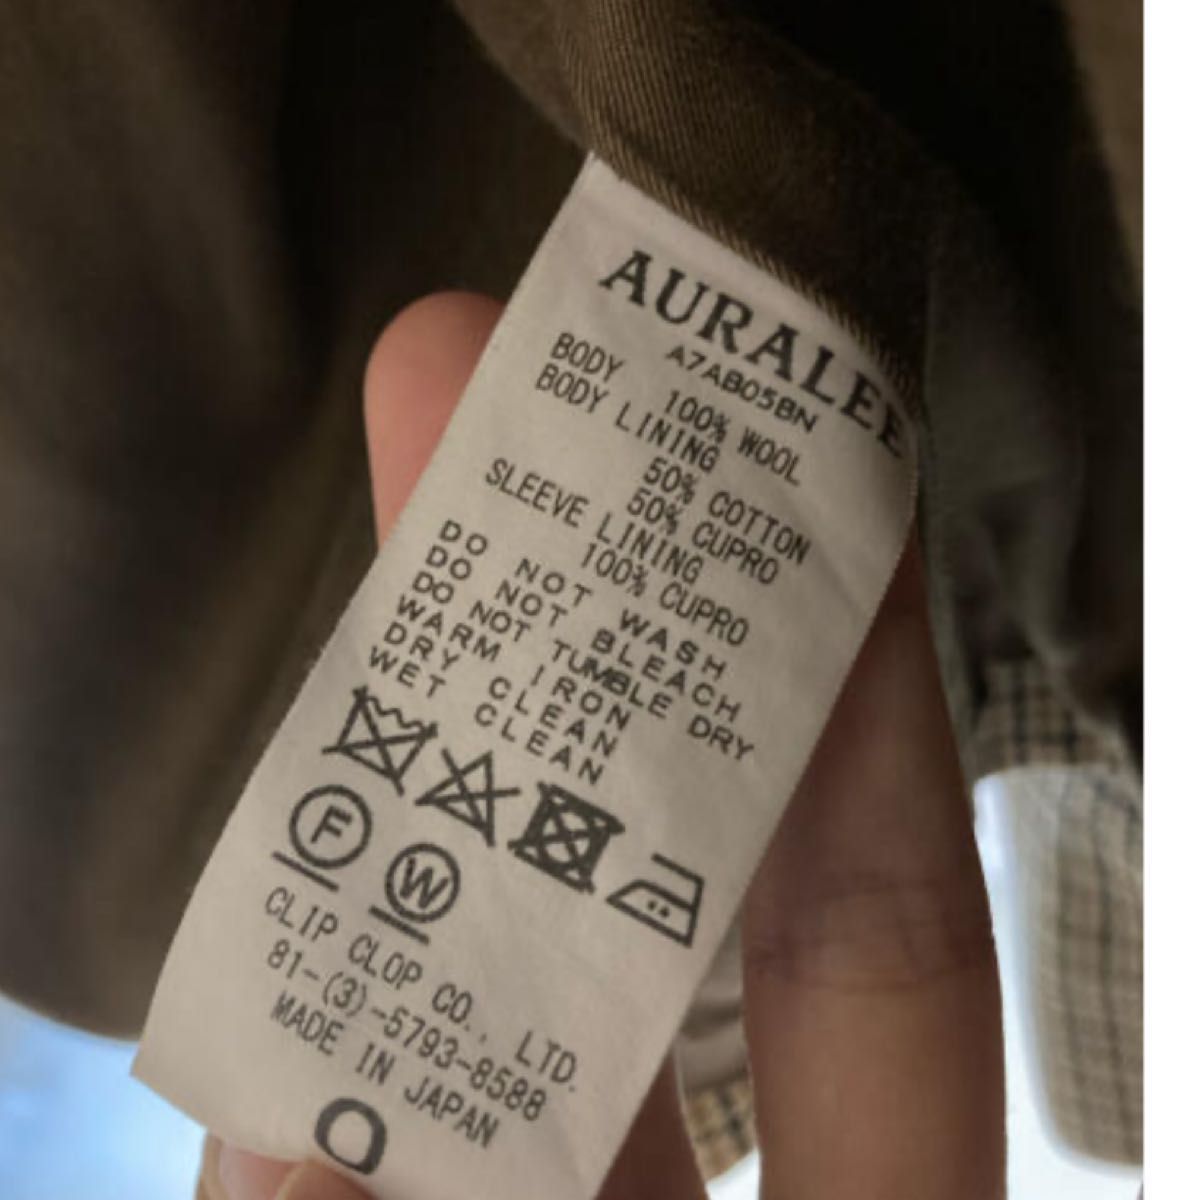 AURALEE
A7AB05BN
BODY
100% WOOL
BODY LINING
50% COTTON
50% CUPRO
SLEEVE LINING
100% CUPRO
DO NOT WASH
DO NOT BLEACH
DO NOT TUMBLE DRY
WARM IRON
DRY CLEAN
WET CLEAN
F
W
CLIP CLOP CO., LTD.
81-(3)-5793-8588
MADE IN JAPAN
O